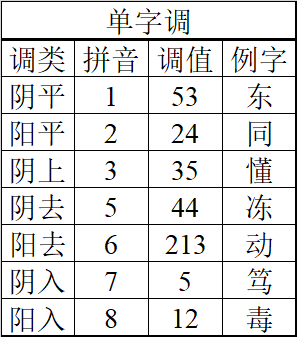 单字调
调类 拼音 调值 例字
阴平 1 53 东
阳平 2 24 同
阴上 3 35 懂
阴去 5 44 冻
阳去 6 213 动
阴入 7 5 笃
阳入 8 12 毒